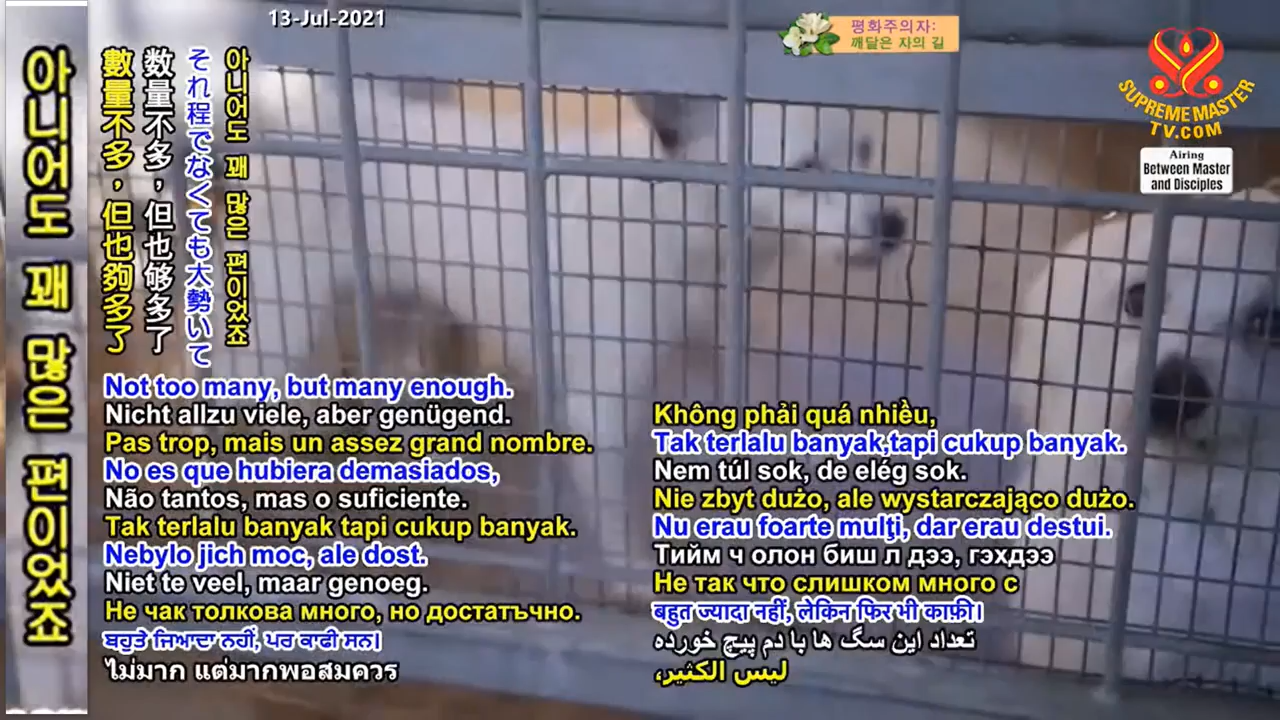 13-Jul-2021
평화주의자:
깨달은 자의 길
SUPREME MASTER
TV.COM
Airing
Between Master
and Disciples
아니어도 꽤 많은 편이었죠
數量不多，但也夠多了
数量不多，但也够多了
それ程でなくても大勢いて
아니어도 꽤 많은 편이었죠
Not too many, but many enough.
Nicht allzu viele, aber genügend.
Pas trop, mais un assez grand nombre.
No es que hubiera demasiados,
Não tantos, mas o suficiente.
Tak terlalu banyak tapi cukup banyak.
Nebylo jich moc, ale dost.
Niet te veel, maar genoeg.
Не чак толкова много, но достатъчно.
ਬਹੁਤੇ ਜਿਆਦਾ ਨਹੀਂ, ਪਰ ਕਾਫੀ ਸਨ।
ไม่มาก แต่มากพอสมควร
Không phải quá nhiều,
Tak terlalu banyak,tapi cukup banyak.
Nem túl sok, de elég sok.
Nie zbyt dużo, ale wystarczająco dużo.
Nu erau foarte mulţi, dar erau destui.
Тийм ч олон биш л дээ, гэхдээ
Не так что слишком много с
बहुत ज्यादा नहीं, लेकिन फिर भी काफ़ी।
تعداد این سگ ها با دم پیچ خورده
ليس الكثير،